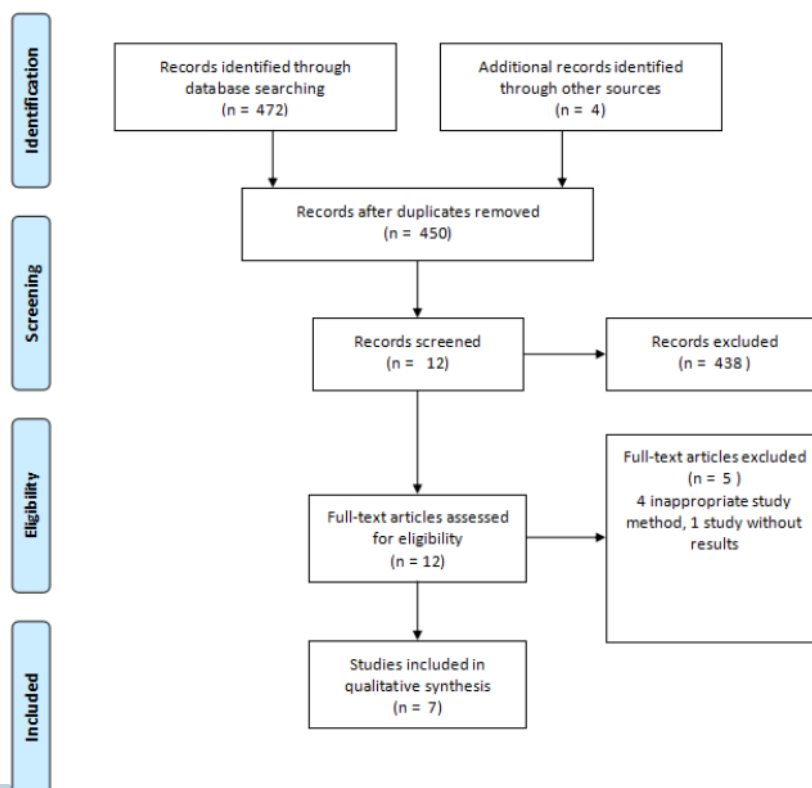 Identification
Records identified through
database searching
(n = 472)
Additional records identified
through other sources
(n = 4)
Records after duplicates removed
(n = 450)
Screening
Records screened
(n = 12)
Records excluded
(n = 438 )
Eligibility
Full-text articles assessed
for eligibility
(n = 12)
Full-text articles excluded
(n = 5 )
4 inappropriate study
method, 1 study without
results
Included
Studies included in
qualitative synthesis
(n = 7)